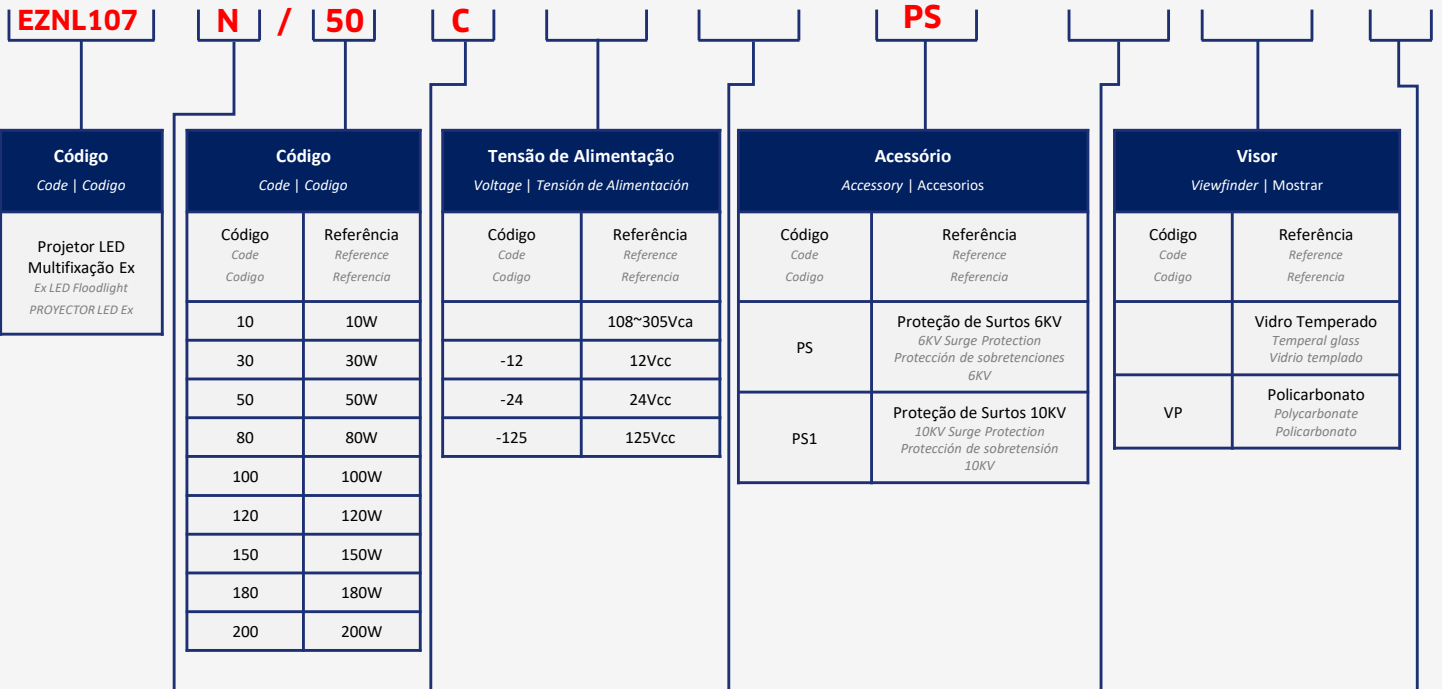 EZNL107 N / 50 C PS
Código
Code | Codigo
Projetor LED
Multifixação Ex
Ex LED Floodlight
PROYECTOR LED Ex
Código
Code | Codigo
Código Referência
Code Reference
Codigo Referencia
10 10W
30 30W
50 50W
80 80W
100 100W
120 120W
150 150W
180 180W
200 200W
Tensão de Alimentação
Voltage | Tensión de Alimentación
Código Referência
Code Reference
Codigo Referencia
108~305Vca
-12 12Vcc
-24 24Vcc
-125 125Vcc
Acessório
Accessory | Accesorios
Código Referência
Code Reference
Codigo Referencia
PS
Proteção de Surtos 6KV
6KV Surge Protection
Protección de sobretenciones
6KV
PS1
Proteção de Surtos 10KV
10KV Surge Protection
Protección de sobretensión
10KV
Visor
Viewfinder | Mostrar
Código Referência
Code Reference
Codigo Referencia
Vidro Temperado
Temperal glass
Vidrio templado
VP
Policarbonato
Polycarbonate
Policarbonato